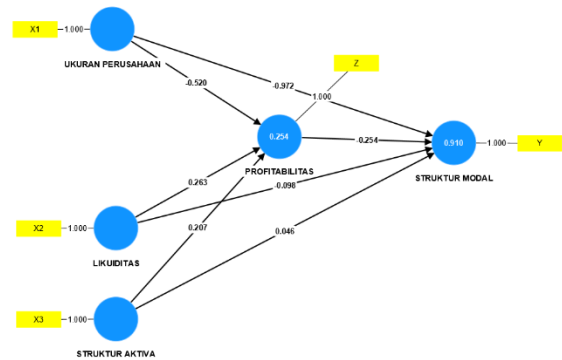 X1
1.000
UKURAN PERUSAHAAN
Z
-0.520
-0.972
1.000
0.254
PROFITABILITAS
-0.254
0.910
1.000
Y
STRUKTUR MODAL
0.263
-0.098
X2
1.000
LIKUIDITAS
0.207
0.046
X3
1.000
STRUKTUR AKTIVA